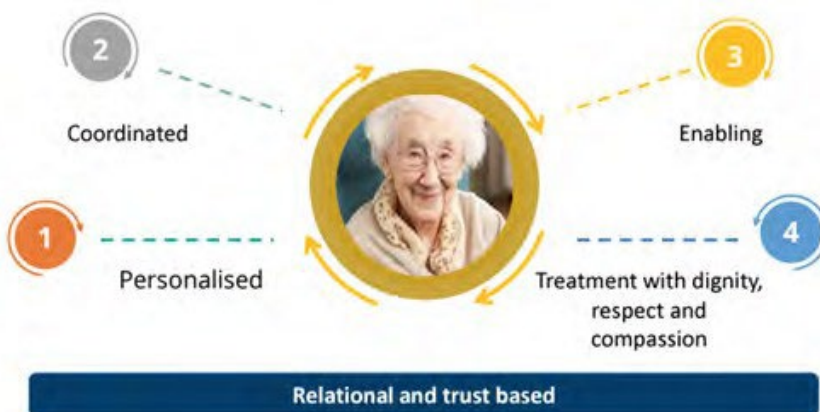 2
Coordinated
3
Enabling
1
Personalised
4
Treatment with dignity,
respect and
compassion
Relational and trust based